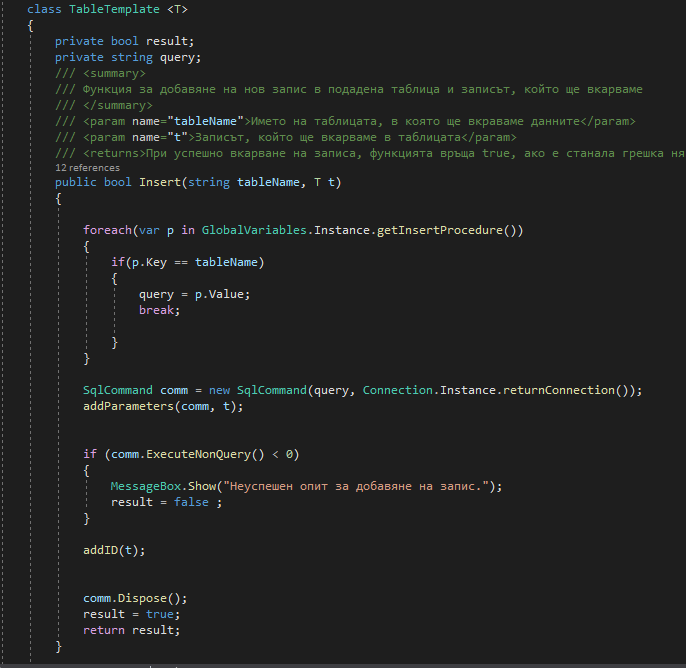 class TableTemplate <T>
{
private bool result;
private string query;
/// <summary>
/// Функция за добавяне на нов запис в подадена таблица и записът, който ще вкарваме
/// </summary>
/// <param name="tableName">Името на таблицата, в която ще вкраваме данните</param>
/// <param name="t">Записът, който ще вкарваме в таблицата</param>
/// <returns>При успешно вкарване на записа, функцията връща true, ако е станала грешка ня
12 references
public bool Insert(string tableName, T t)
{
foreach(var p in GlobalVariables.Instance.getInsertProcedure())
{
if(p.Key == tableName)
{
query = p.Value;
break;
}
}
SqlCommand comm = new SqlCommand(query, Connection.Instance.returnConnection());
addParameters(comm, t);
if (comm.ExecuteNonQuery() < 0)
{
MessageBox.Show("Неуспешен опит за добавяне на запис.");
result = false ;
}
addID(t);
comm.Dispose();
result = true;
return result;
}